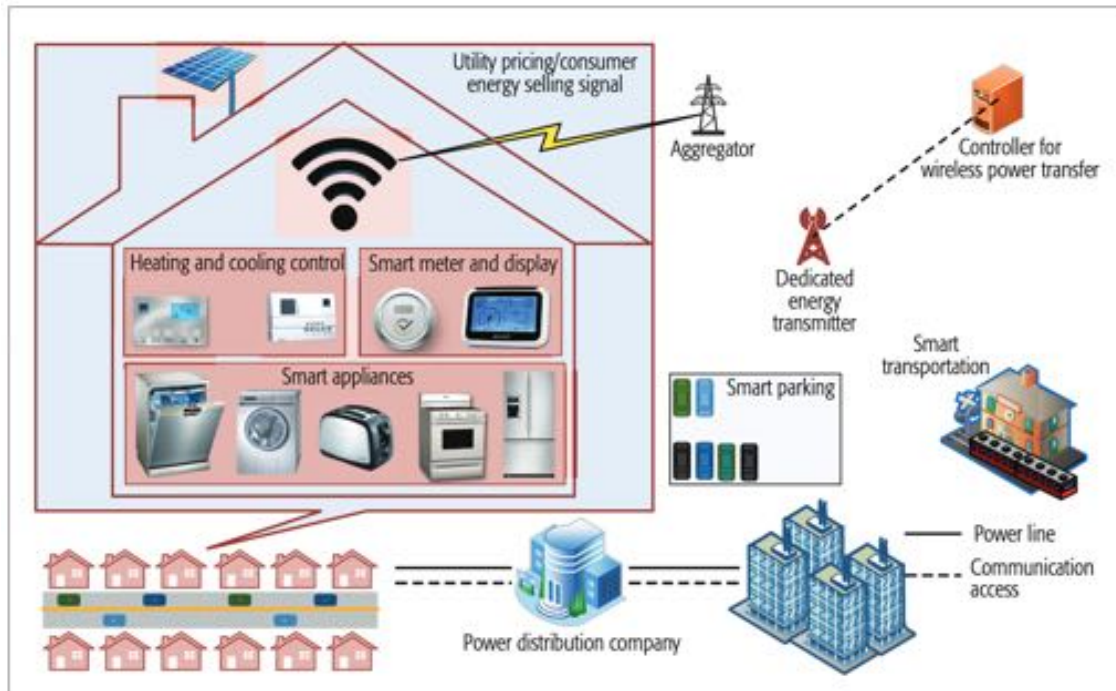 Utility pricing/consumer
energy selling signal
Aggregator
Controller for
wireless power transfer
Dedicated
energy
transmitter
Heating and cooling control
Smart meter and display
Smart appliances
Smart parking
Smart
transportation
Power line
Communication
access
Power distribution company